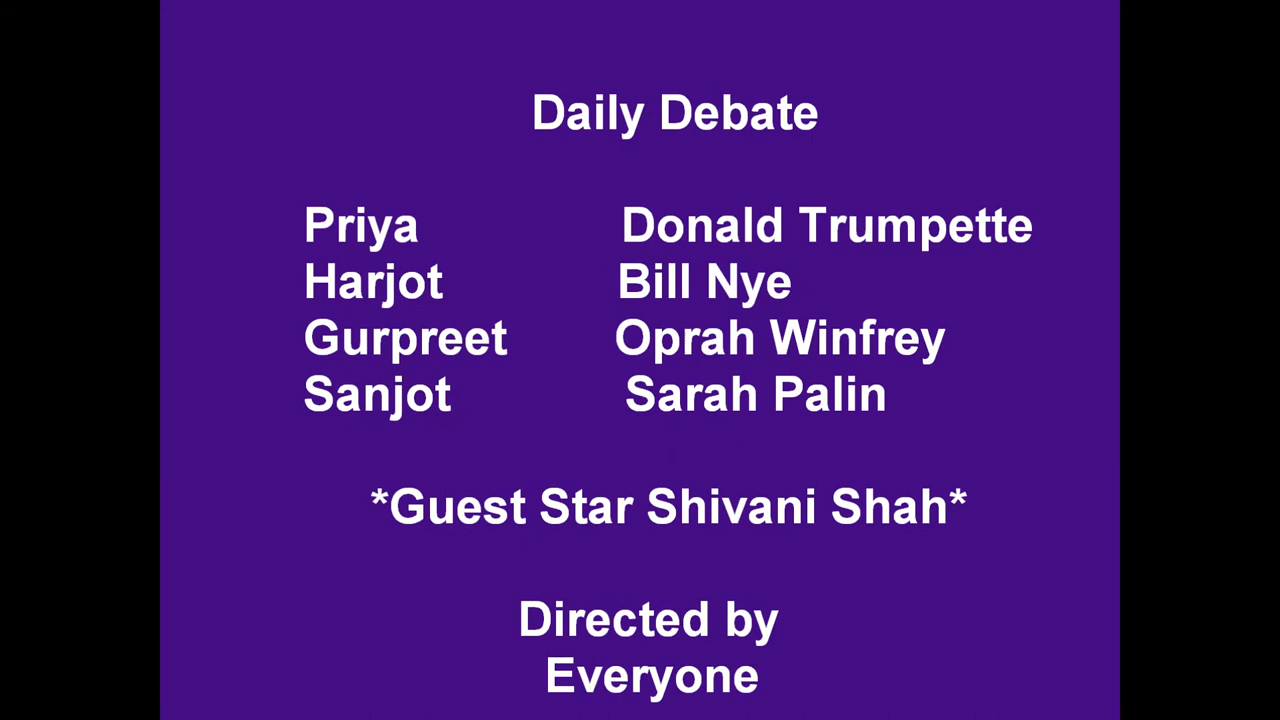 Daily Debate
Priya Donald Trumpette
Harjot Bill Nye
Gurpreet Oprah Winfrey
Sanjot Sarah Palin
*Guest Star Shivani Shah*
Directed by
Everyone